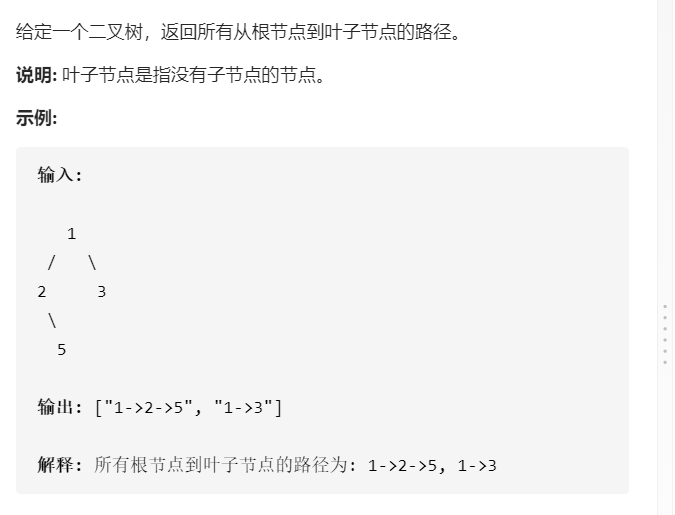 给定一个二叉树，返回所有从根节点到叶子节点的路径。
说明: 叶子节点是指没有子节点的节点。
示例:
输入:
   1
 /   \
2     3
 \
  5
输出: ["1->2->5", "1->3"]
解释: 所有根节点到叶子节点的路径为: 1->2->5, 1->3